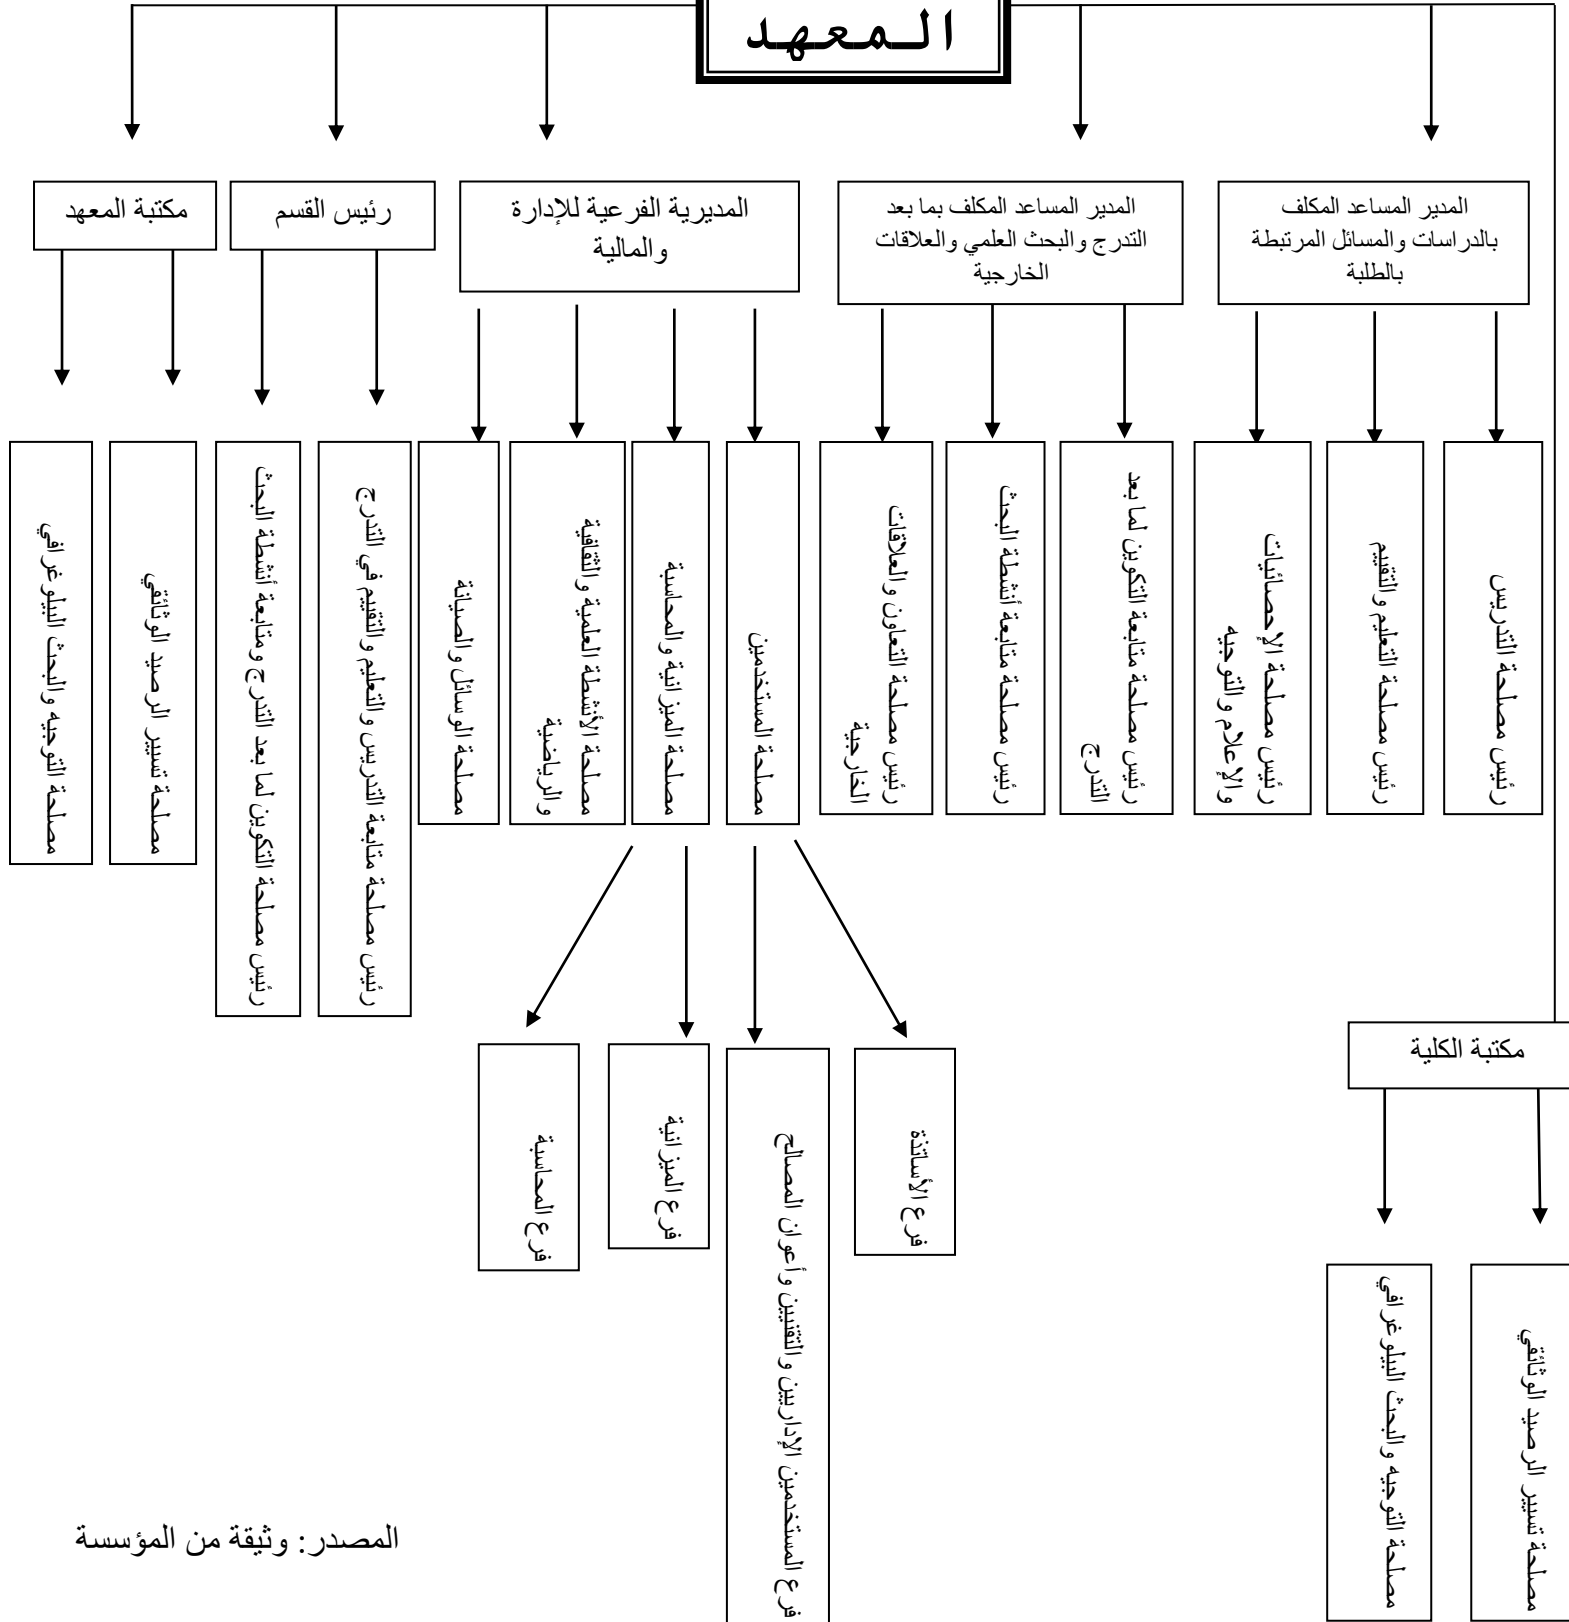 المعهد
المدير المساعد المكلف
بالدراسات والمسائل المرتبطة
بالطلبة
المدير المساعد المكلف بما بعد
التدرج والبحث العلمي والعلاقات
الخارجية
المديرية الفرعية للإدارة
والمالية
رئيس القسم
مكتبة المعهد
رئيس مصلحة التدريس
رئيس مصلحة التعليم والتقييم
رئيس مصلحة الإحصائيات
والإعلام والتوجيه
رئيس مصلحة متابعة التكوين لما بعد
التدرج
رئيس مصلحة متابعة أنشطة البحث
رئيس مصلحة التعاون والعلاقات
الخارجية
مصلحة المستخدمين
مصلحة الميزانية والمحاسبة
مصلحة الأنشطة العلمية والثقافية
والرياضية
مصلحة الوسائل والصيانة
رئيس مصلحة متابعة التدريس والتعليم والتقييم في التدرج
رئيس مصلحة التكوين لما بعد التدرج ومتابعة أنشطة البحث
مصلحة تسيير الرصيد الوثائقي
مصلحة التوجيه والبحث البيلوغرافي
مكتبة الكلية
فرع الأساتذة
فرع المستخدمين الإداريين والتقنيين وأعوان المصالح
فرع الميزانية
فرع المحاسبة
مصلحة تسيير الرصيد الوثائقي
مصلحة التوجيه والبحث البيلوغرافي
المصدر: وثيقة من المؤسسة